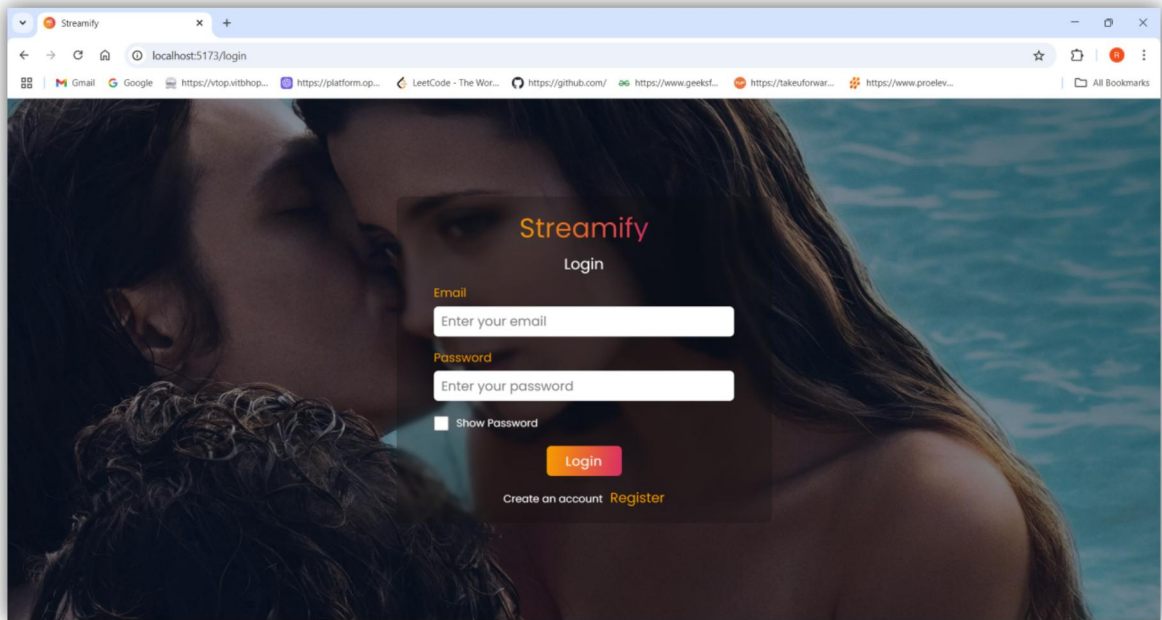 Streamify
localhost:5173/login
R
Gmail Google https://vtop.vitbhop... https://platform.op... LeetCode - The Wor... https://github.com/ https://www.geeksf... https://takeuforwar... https://www.proelev... All Bookmarks
Streamify
Login
Email
Enter your email
Password
Enter your password
Show Password
Login
Create an account Register